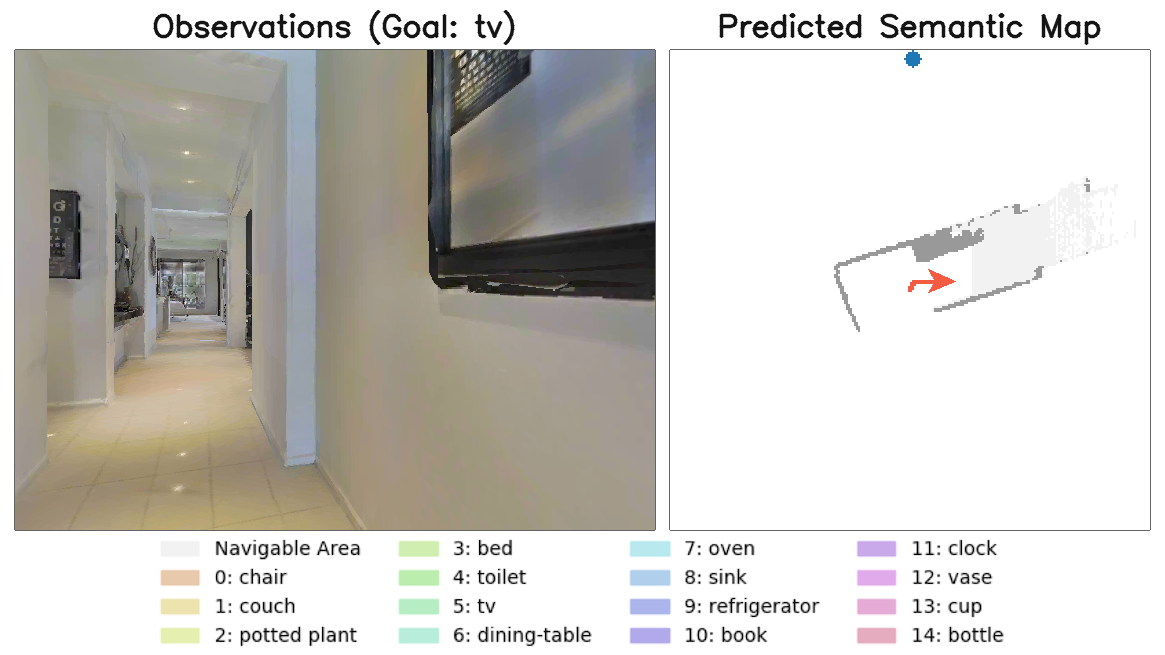 Observations (Goal: tv)
Predicted Semantic Map
Navigable Area
0: chair
1: couch
2: potted plant
3: bed
4: toilet
5: tv
6: dining-table
7: oven
8: sink
9: refrigerator
10: book
11: clock
12: vase
13: cup
14: bottle